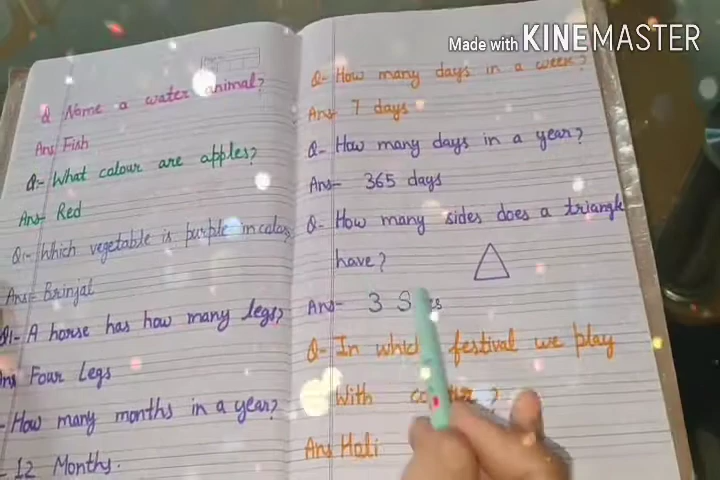 Made with KINEMASTER
Q Name a water animal?
Ans Fish
Q:- What colour are apples?
Ans- Red
Q:- Which vegetable is purple in colour
Ans- Brinjal
Q:- A horse has how many legs?
Ans Four Legs
- How many months in a year?
- 12 Months.
Q- How many days in a week?
Ans- 7 days
Q- How many days in a year?
Ans- 365 days
Q- How many sides does a triangle
have?
Ans- 3
Q- In which festival we play
With
Ans Holi